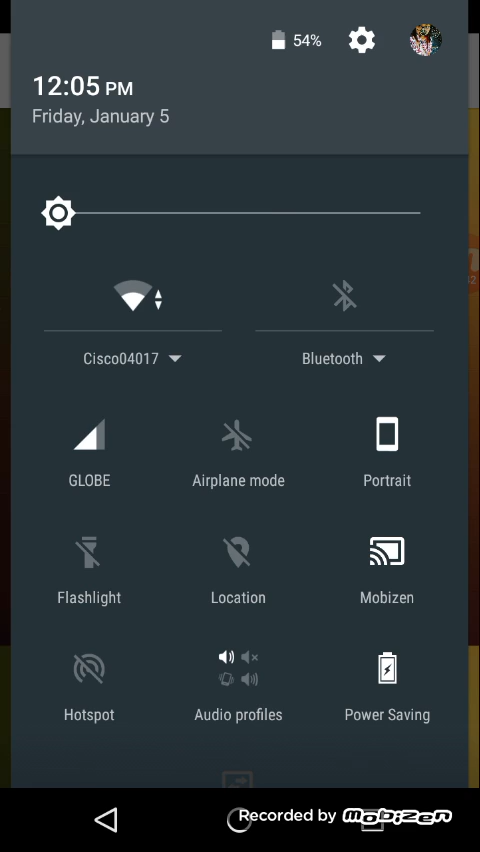 54%
12:05 PM
Friday, January 5
Cisco04017
Bluetooth
GLOBE
Airplane mode
Portrait
Flashlight
Location
Mobizen
Hotspot
Audio profiles
Power Saving
Recorded by Mobizen